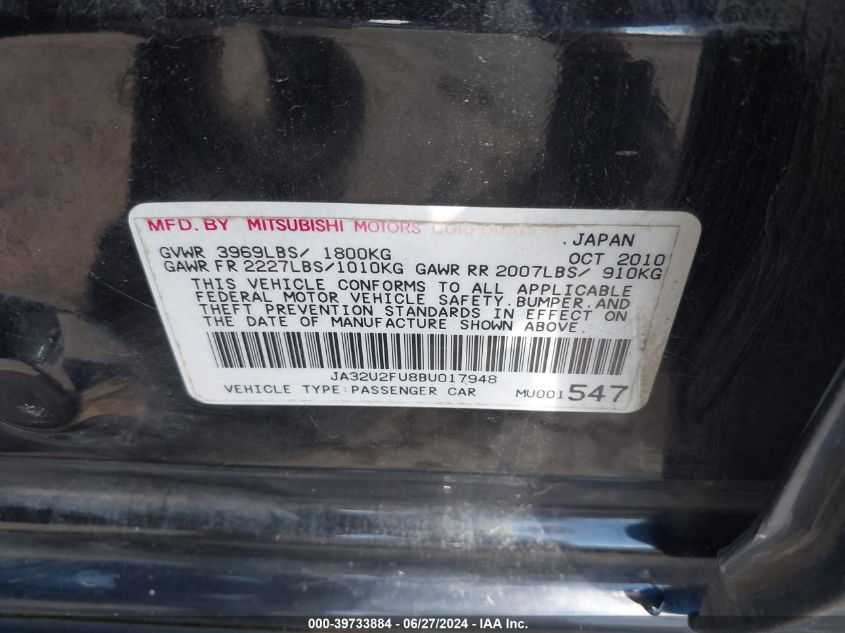 MFD.BY MITSUBISHI MOTORS CORPORATION.JAPAN
GVWR 3969LBS/ 1800KG OCT 2010
GAWR FR 2227LBS/1010KG GAWR RR 2007LBS/ 910KG
THIS VEHICLE CONFORMS TO ALL APPLICABLE
FEDERAL MOTOR VEHICLE SAFETY.BUMPER.AND
THEFT PREVENTION STANDARDS IN EFFECT ON
THE DATE OF MANUFACTURE SHOWN ABOVE.
JA32U2FU8BU017948
VEHICLE TYPE:PASSENGER CAR MU001547
000-39733884 / 06/27/2024 / IAA Inc.